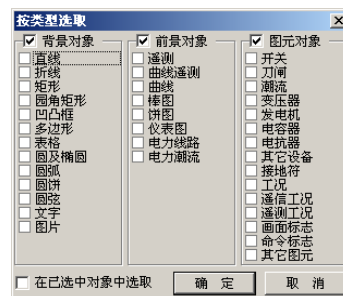 按类型选取
背景对象
直线
折线
矩形
园角矩形
凹凸框
多边形
表格
圆及椭圆
圆弧
圆饼
圆弦
文字
图片
前景对象
遥测
曲线遥测
曲线
棒图
饼图
仪表图
电力线路
电力潮流
图元对象
开关
刀闸
潮流
变压器
发电机
电容器
电抗器
其它设备
接地符
工况
遥信工况
遥测工况
画面标志
命令标志
其它图元
在已选中对象中选取
确 定
取 消